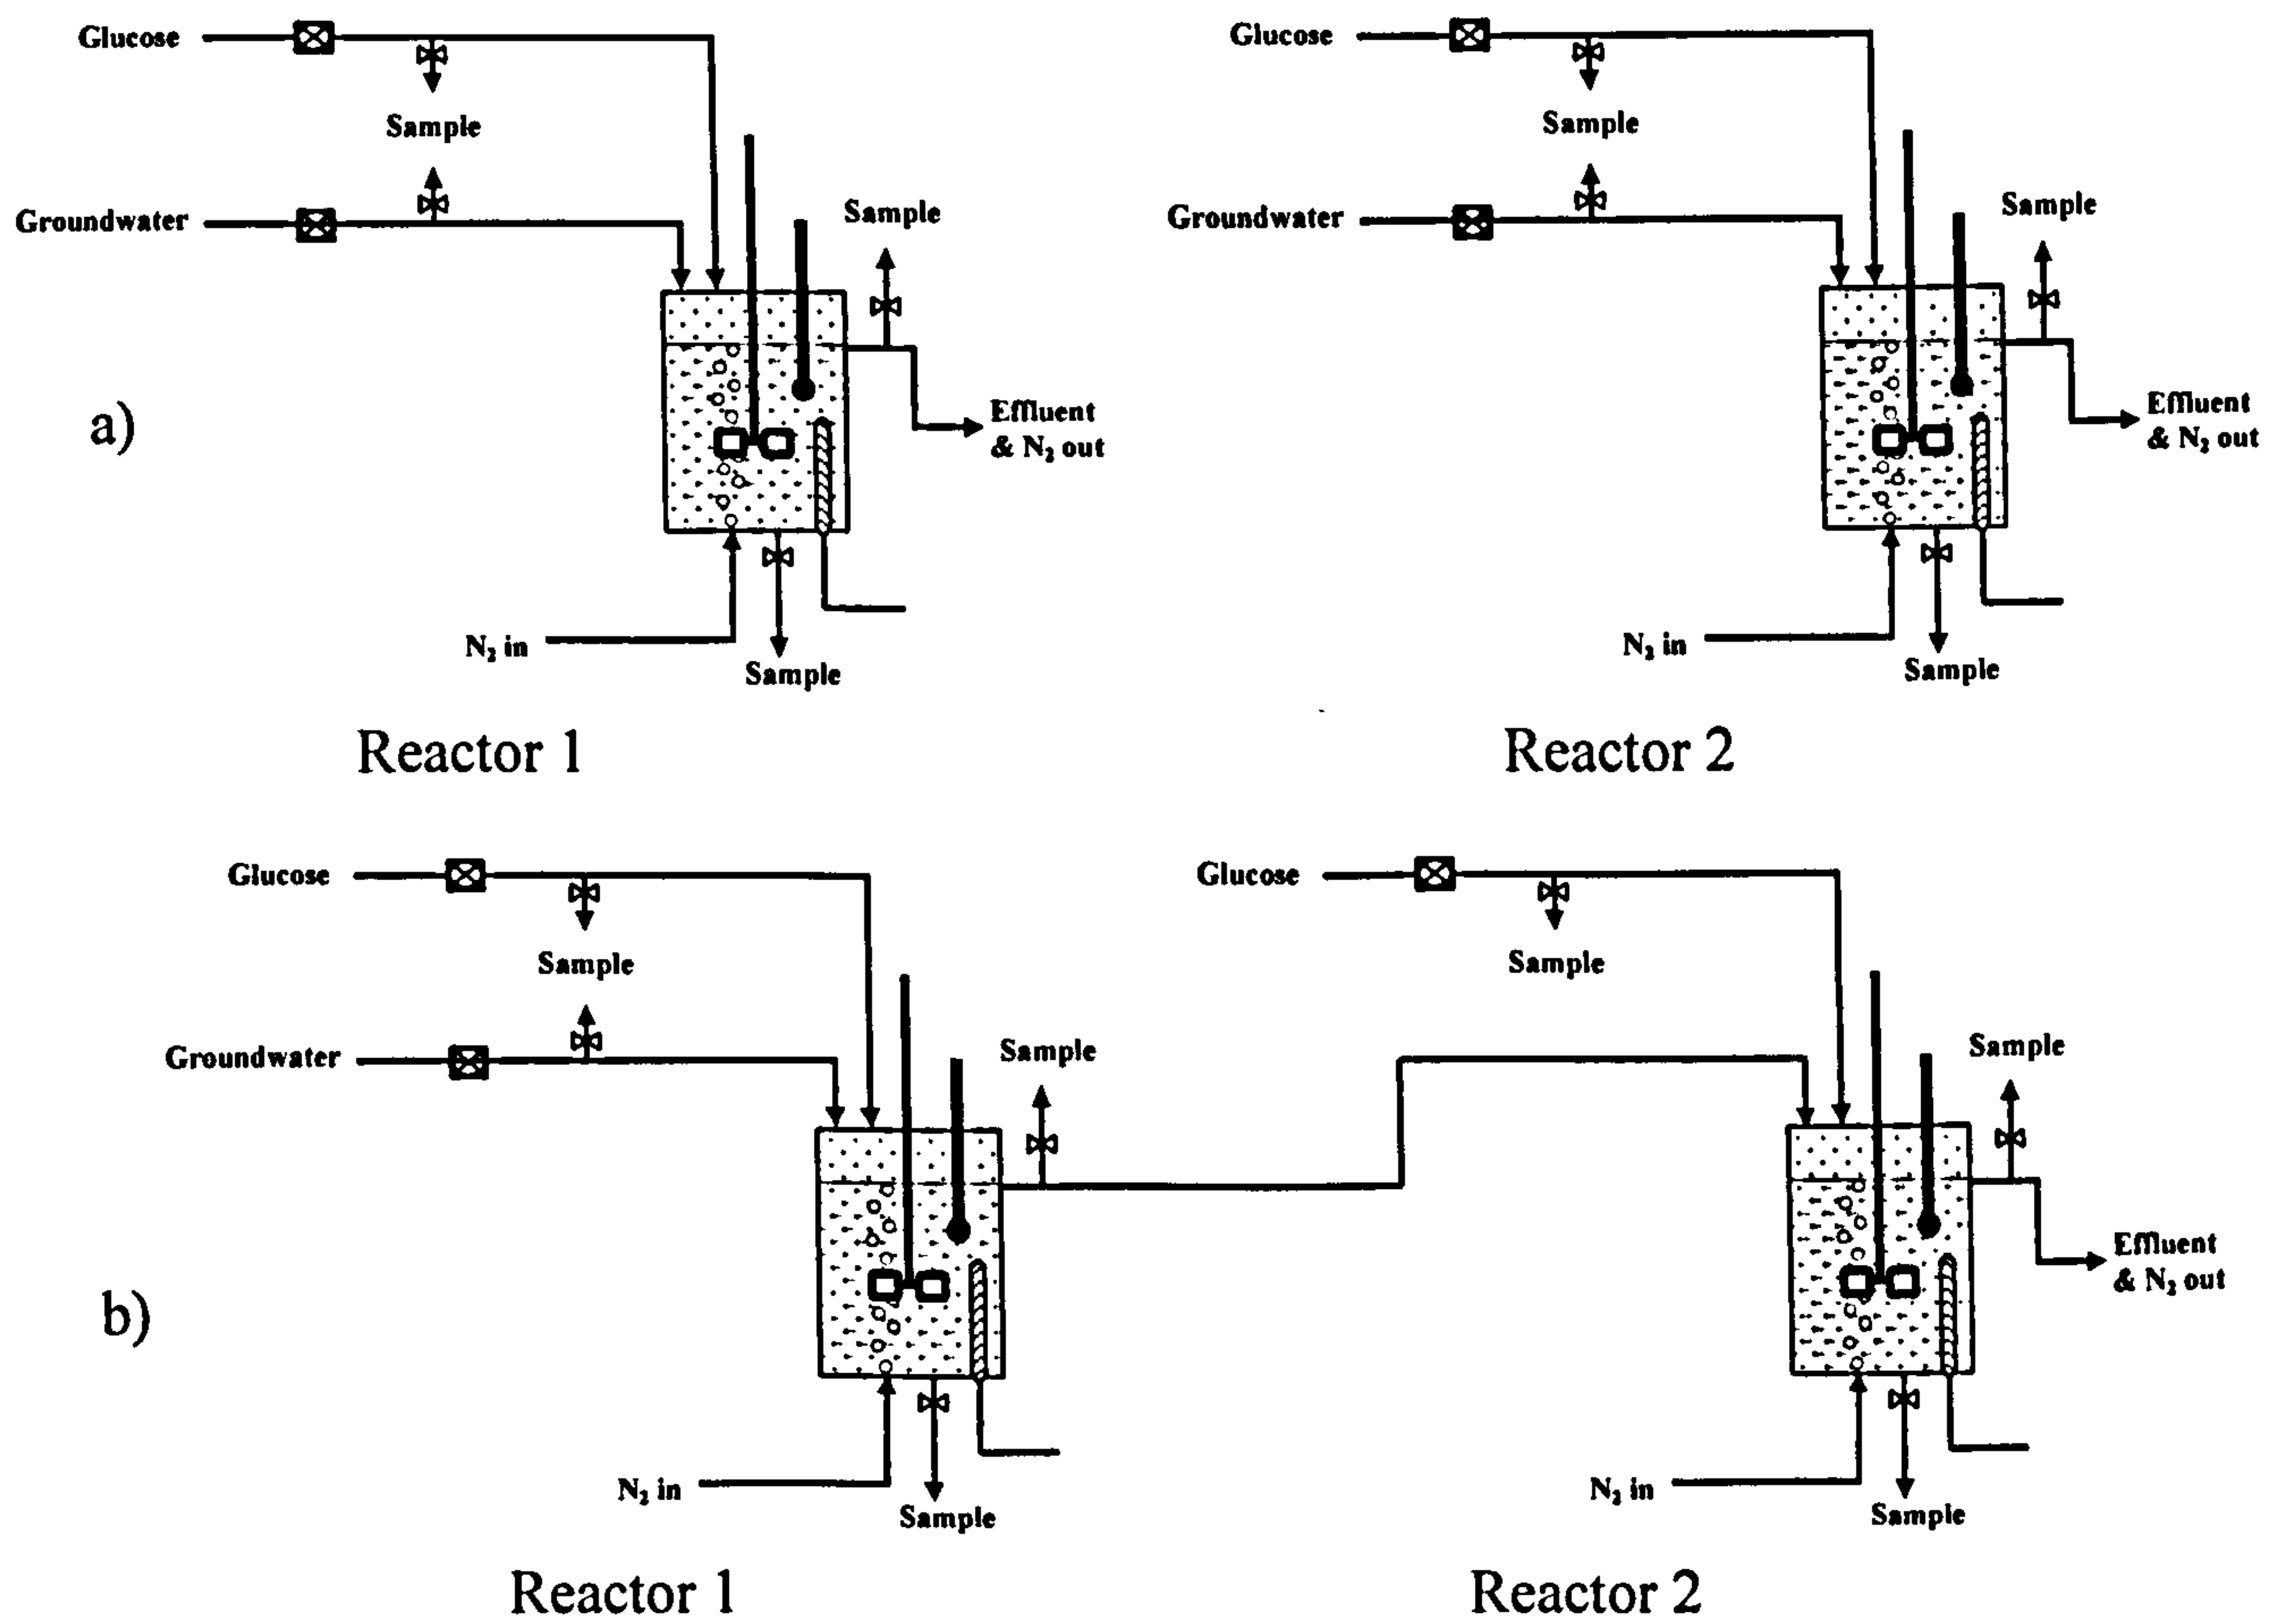 Glucose
Glucose
Sample
Sample
Groundwater
Sample
Groundwater
Sample
a)
Effluent
& N₂ out
Effluent
& N₂ out
N₂ in
Sample
N₂ in
Sample
Reactor 1
Reactor 2
Glucose
Glucose
Sample
Sample
Groundwater
Sample
Sample
b)
Effluent
& N₂ out
N₂ in
Sample
N₂ in
Sample
Reactor 1
Reactor 2